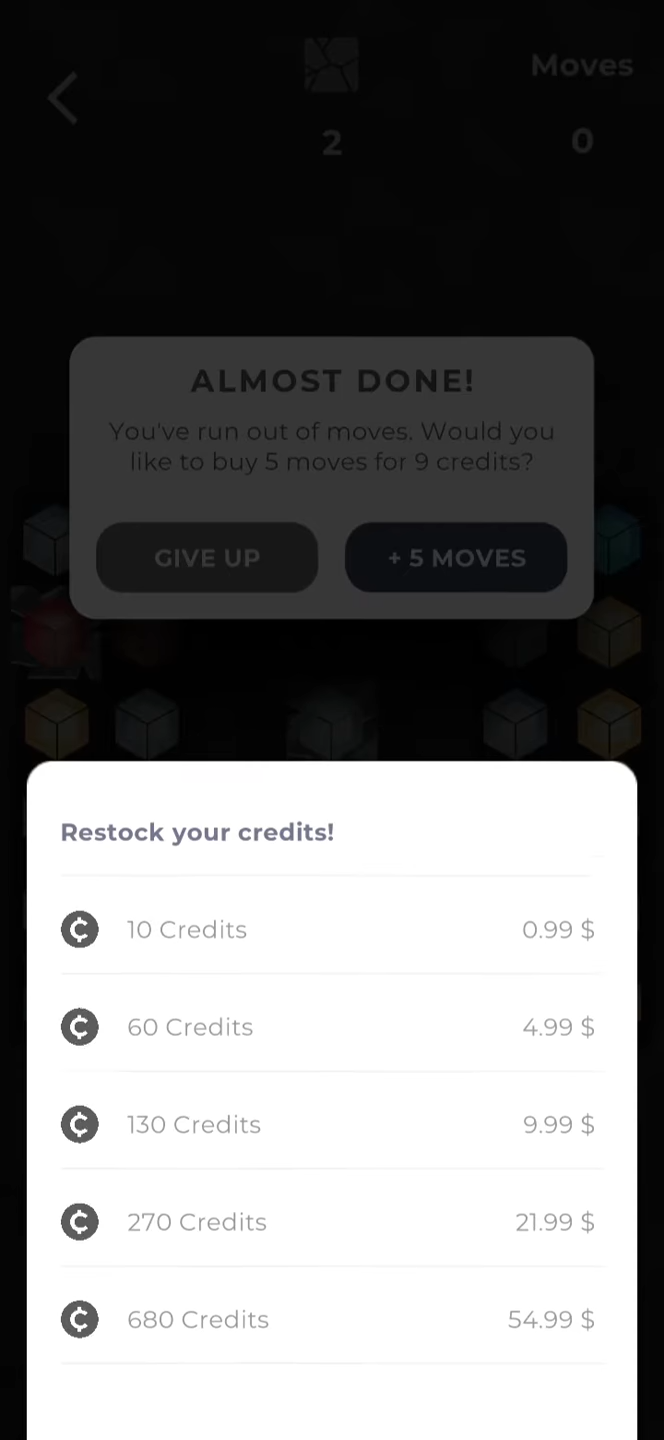 Moves
2
0
ALMOST DONE!
You've run out of moves. Would you
like to buy 5 moves for 9 credits?
GIVE UP
+ 5 MOVES
Restock your credits!
10 Credits 0.99 $
60 Credits 4.99 $
130 Credits 9.99 $
270 Credits 21.99 $
680 Credits 54.99 $